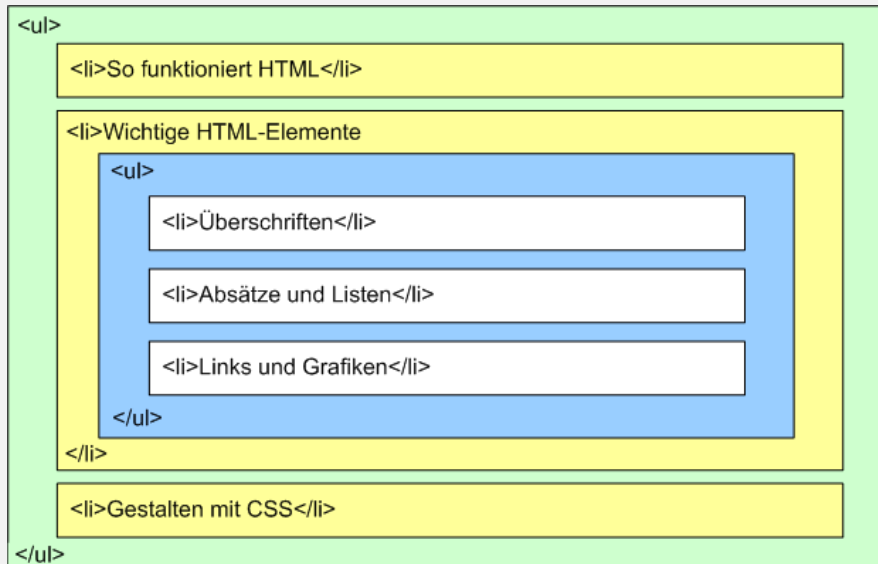 <ul>
<li>So funktioniert HTML</li>
<li>Wichtige HTML-Elemente
<ul>
<li>Überschriften</li>
<li>Absätze und Listen</li>
<li>Links und Grafiken</li>
</ul>
</li>
<li>Gestalten mit CSS</li>
</ul>